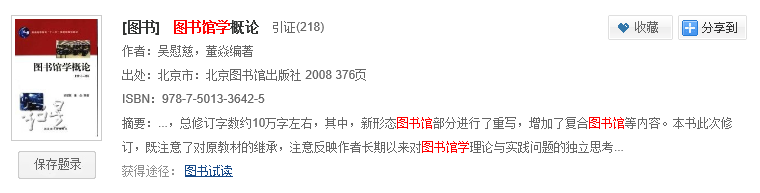 [图书] 图书馆学概论 引证(218)
收藏
分享到
作者：吴慰慈，董焱编著
出处：北京市：北京图书馆出版社 2008 376页
ISBN：978-7-5013-3642-5
摘要：...，总修订字数约10万字左右，其中，新形态图书馆部分进行了重写，增加了复合图书馆等内容。本书此次修
订，既注意了对原教材的继承，注意反映作者长期以来对图书馆学理论与实践问题的独立思考...
获得途径： 图书试读
图书馆学概论
保存题录